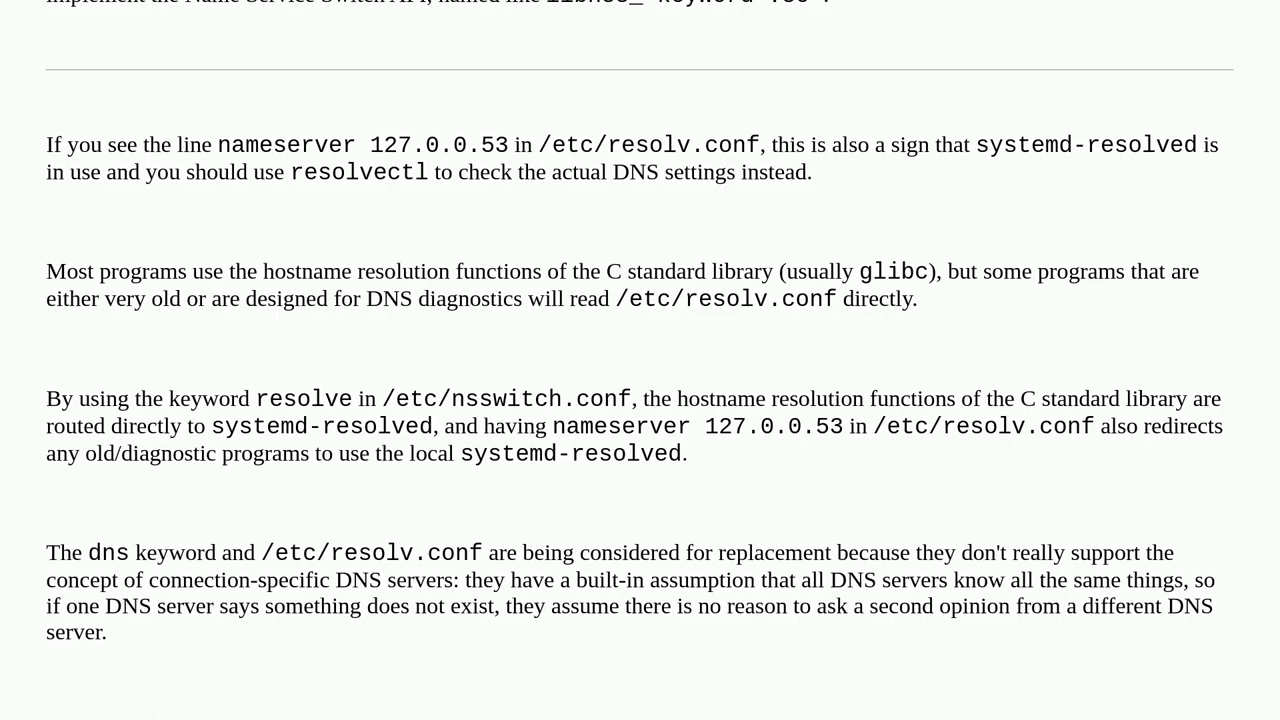 If you see the line nameserver 127.0.0.53 in /etc/resolv.conf, this is also a sign that systemd-resolved is
in use and you should use resolvectl to check the actual DNS settings instead.
Most programs use the hostname resolution functions of the C standard library (usually glibc), but some programs that are
either very old or are designed for DNS diagnostics will read /etc/resolv.conf directly.
By using the keyword resolve in /etc/nsswitch.conf, the hostname resolution functions of the C standard library are
routed directly to systemd-resolved, and having nameserver 127.0.0.53 in /etc/resolv.conf also redirects
any old/diagnostic programs to use the local systemd-resolved.
The dns keyword and /etc/resolv.conf are being considered for replacement because they don't really support the
concept of connection-specific DNS servers: they have a built-in assumption that all DNS servers know all the same things, so
if one DNS server says something does not exist, they assume there is no reason to ask a second opinion from a different DNS
server.